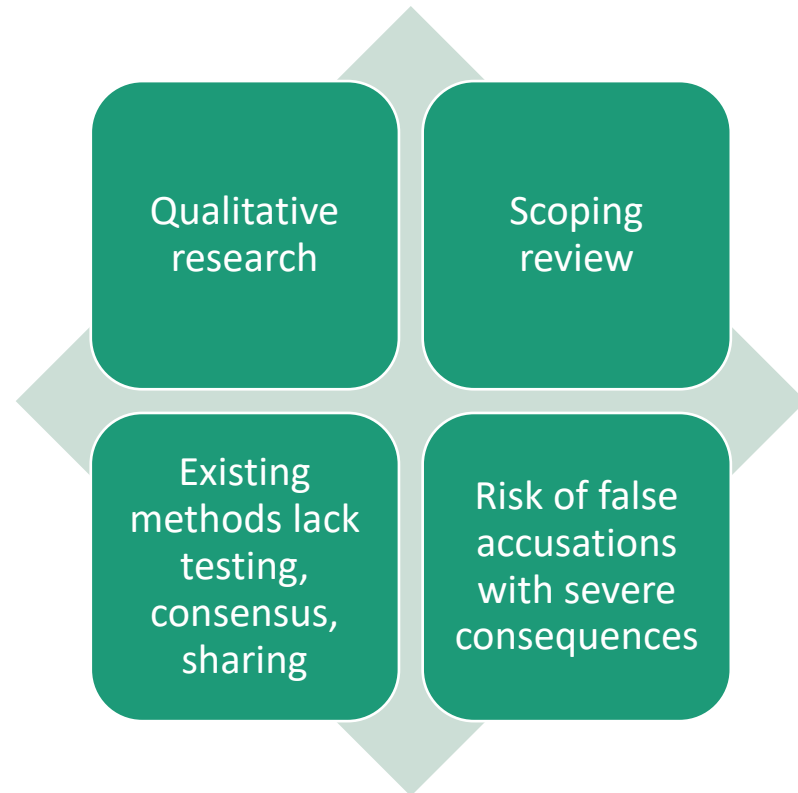 Qualitative
research
Scoping
review
Existing
methods lack
testing,
consensus,
sharing
Risk of false
accusations
with severe
consequences